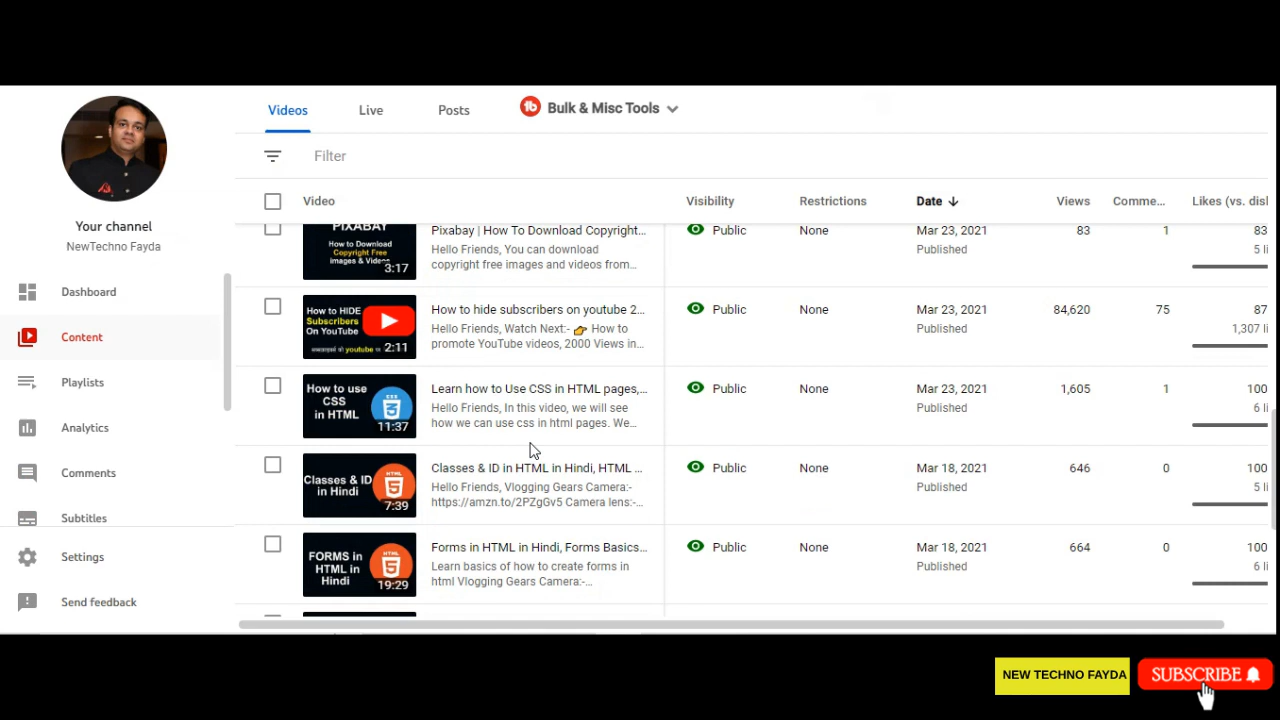 Videos
Live
Posts
Bulk & Misc Tools
Filter
Your channel
NewTechno Fayda
Dashboard
Content
Playlists
Analytics
Comments
Subtitles
Settings
Send feedback
Video
Visibility
Restrictions
Date
Views
Comme...
Likes (vs. disl
PIXABAY
How to Download
Copyright Free
images & Videos
3:17
Pixabay | How To Download Copyright...
Hello Friends, You can download
copyright free images and videos from...
Public
None
Mar 23, 2021
Published
83
1
83
5 li
How to HIDE
Subscribers
On YouTube
2:11
How to hide subscribers on youtube 2...
Hello Friends, Watch Next:- 👉 How to
promote YouTube videos, 2000 Views in...
Public
None
Mar 23, 2021
Published
84,620
75
87
1,307 li
How to use
CSS
in HTML
11:37
Learn how to Use CSS in HTML pages,...
Hello Friends, In this video, we will see
how we can use css in html pages. We...
Public
None
Mar 23, 2021
Published
1,605
1
100
6 li
Classes & ID
in Hindi
7:39
Classes & ID in HTML in Hindi, HTML ...
Hello Friends, Vlogging Gears Camera:-
https://amzn.to/2PZgGv5 Camera lens:-...
Public
None
Mar 18, 2021
Published
646
0
100
5 li
FORMS in
HTML in
Hindi
19:29
Forms in HTML in Hindi, Forms Basics...
Learn basics of how to create forms in
html Vlogging Gears Camera:-...
Public
None
Mar 18, 2021
Published
664
0
100
6 li
NEW TECHNO FAYDA
SUBSCRIBE